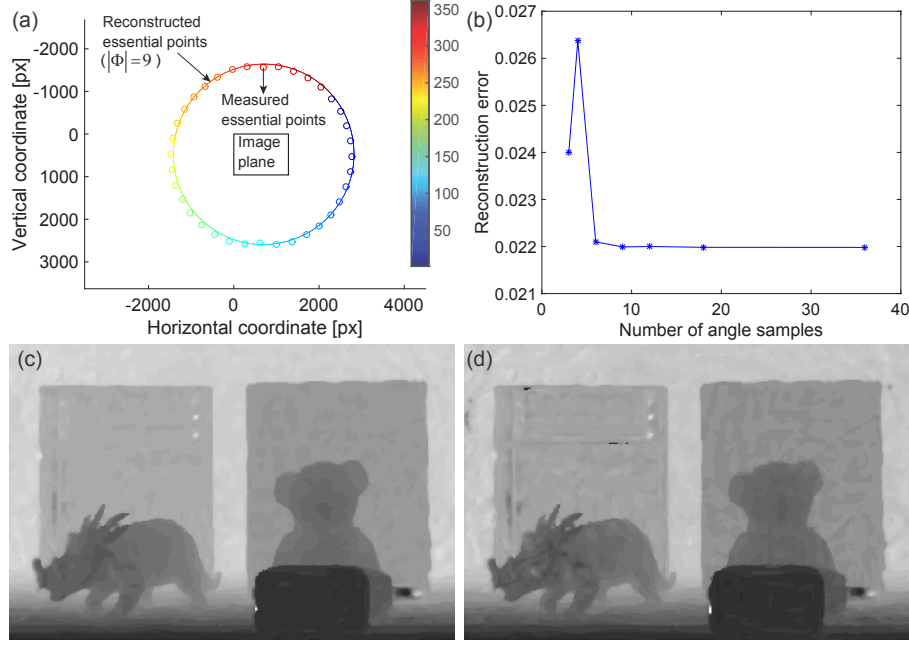 (a)
Reconstructed
essential points
(|Φ|=9)
Measured
essential points
Image
plane
Vertical coordinate [px]
-2000
-1000
0
1000
2000
3000
-2000
0
2000
4000
Horizontal coordinate [px]
350
300
250
200
150
100
50
(b)
Reconstruction error
0.027
0.026
0.025
0.024
0.023
0.022
0.021
0
10
20
30
40
Number of angle samples
(c)
(d)